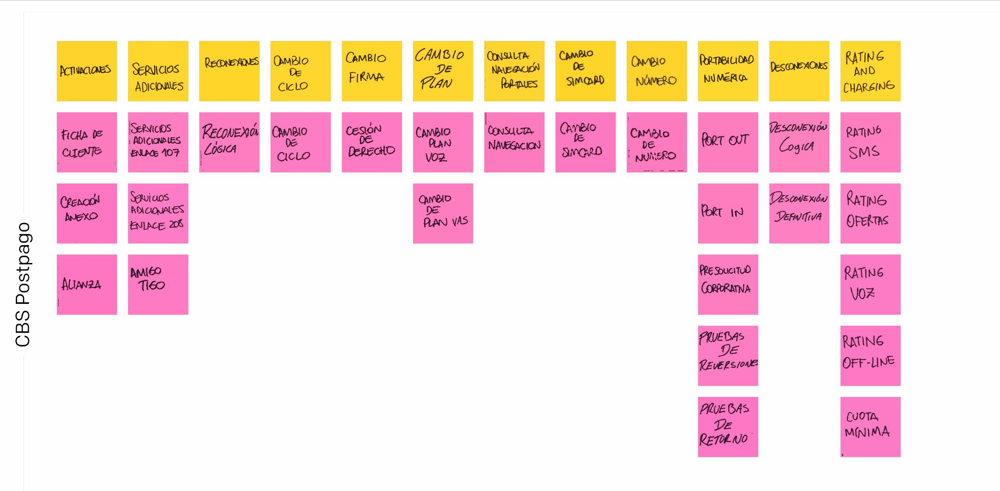 CBS Postpago
ACTIVACIONES
SERVICIOS
ADICIONALES
RECONEXIONES
CAMBIO
DE
CICLO
CAMBIO
FIRMA
CAMBIO
DE
PLAN
CONSULTA
NAVEGACIÓN
PORTALES
CAMBIO
DE
SIMCARD
CAMBIO
NÚMERO
PORTABILIDAD
NUMÉRICA
DESCONEXIONES
RATING
AND
CHARGING
FICHA DE
CLIENTE
SERVICIOS
ADICIONALES
ENLACE 107
RECONEXIÓN
LÓGICA
CAMBIO
DE
CICLO
CESIÓN
DE
DERECHO
CAMBIO
PLAN
VOZ
CONSULTA
NAVEGACION
CAMBIO
DE
SIMCARD
CAMBIO
DE
NUMERO
PORT OUT
DESCONEXIÓN
LOgICA
RATING
SMS
CREACIÓN
ANEXO
SERViCIOS
ADICIONALES
ENLACE 208
CAMBIO
DE
PLAN VAS
PORT IN
DESCONEXIÓN
DEFINITIVA
RATING
OFERTAS
ALIANZA
AMIGO
TIGO
PRESOLICITUD
CORPORATIVA
RATING
VOZ
PRUEBAS
DE
REVERSIONES
RATING
OFF-LINE
PRUEBAS
DE
RETORNO
CUOTA
MÍNIMA